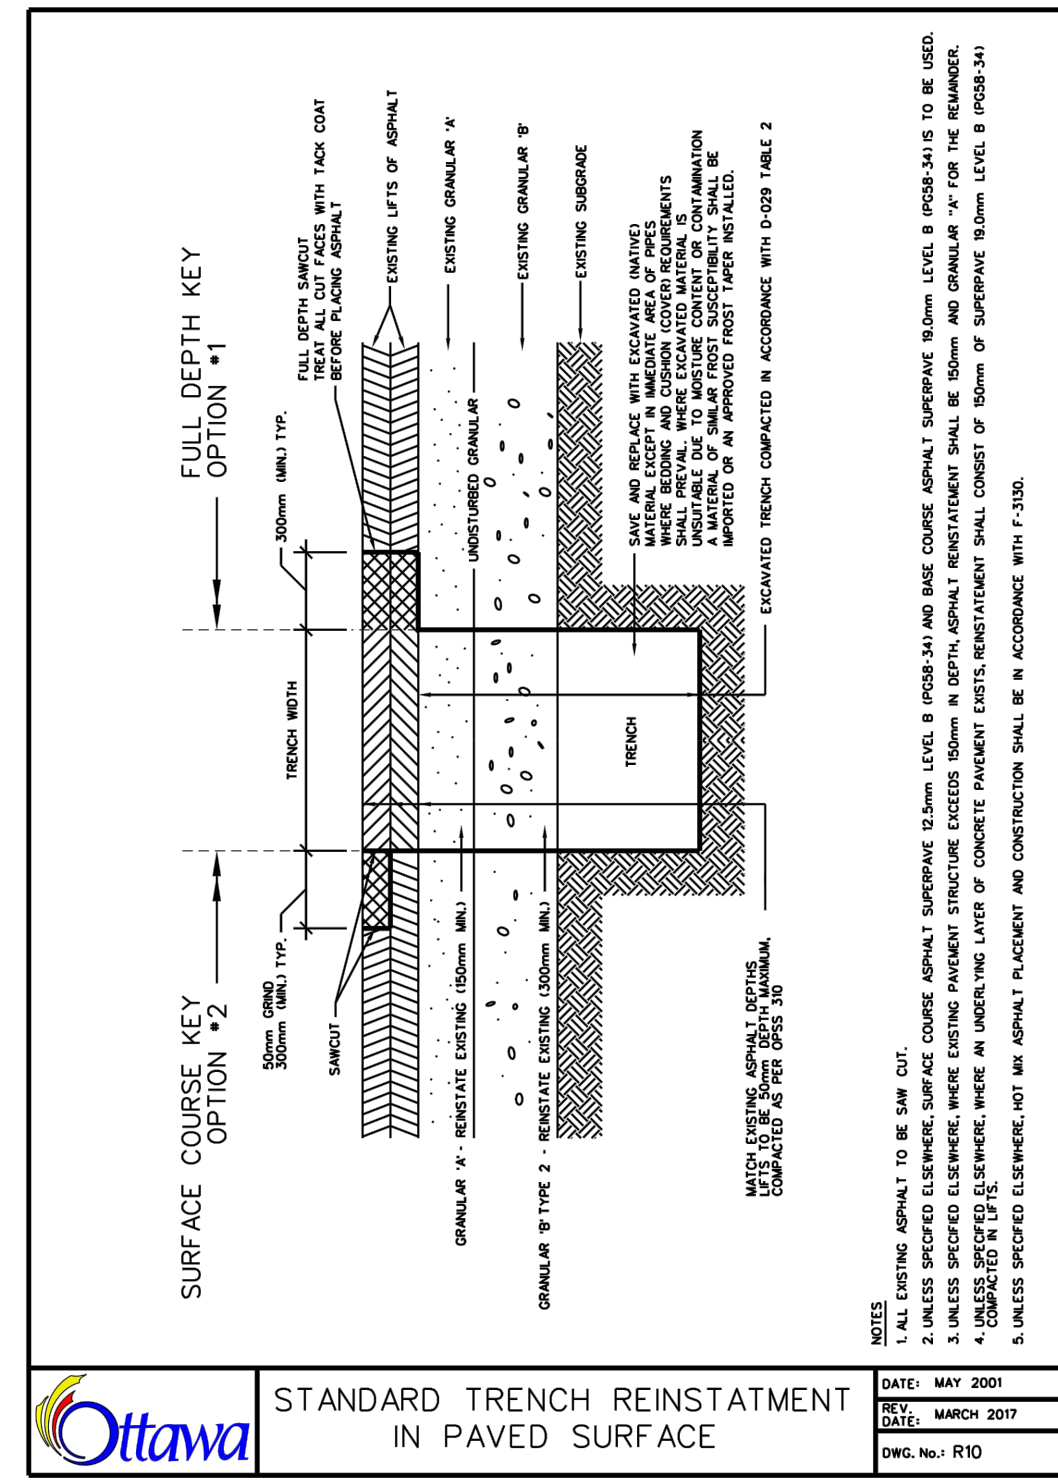 SURFACE COURSE KEY
OPTION #2
FULL DEPTH KEY
OPTION #1
50mm GRIND
300mm (MIN.) TYP.
TRENCH WIDTH
300mm (MIN.) TYP.
FULL DEPTH SAWCUT
TREAT ALL CUT FACES WITH TACK COAT
BEFORE PLACING ASPHALT
SAWCUT
EXISTING LIFTS OF ASPHALT
EXISTING GRANULAR 'A'
UNDISTURBED GRANULAR
EXISTING GRANULAR 'B'
EXISTING SUBGRADE
GRANULAR 'A' - REINSTATE EXISTING (150mm MIN.)
GRANULAR 'B' TYPE 2 - REINSTATE EXISTING (300mm MIN.)
TRENCH
SAVE AND REPLACE WITH EXCAVATED (NATIVE)
MATERIAL EXCEPT IN IMMEDIATE AREA OF PIPES
WHERE BEDDING AND CUSHION (COVER) REQUIREMENTS
SHALL PREVAIL. WHERE EXCAVATED MATERIAL IS
UNSUITABLE DUE TO MOISTURE CONTENT OR CONTAMINATION
A MATERIAL OF SIMILAR FROST SUSCEPTIBILITY SHALL BE
IMPORTED OR AN APPROVED FROST TAPER INSTALLED.
EXCAVATED TRENCH COMPACTED IN ACCORDANCE WITH D-029 TABLE 2
MATCH EXISTING ASPHALT DEPTHS
LIFTS TO BE 50mm DEPTH MAXIMUM,
COMPACTED AS PER OPSS 310
NOTES
1. ALL EXISTING ASPHALT TO BE SAW CUT.
2. UNLESS SPECIFIED ELSEWHERE, SURFACE COURSE ASPHALT SUPERPAVE 12.5mm LEVEL B (PG58-34) AND BASE COURSE ASPHALT SUPERPAVE 19.0mm LEVEL B (PG58-34) IS TO BE USED.
3. UNLESS SPECIFIED ELSEWHERE, WHERE EXISTING PAVEMENT STRUCTURE EXCEEDS 150mm IN DEPTH, ASPHALT REINSTATEMENT SHALL BE 150mm AND GRANULAR "A" FOR THE REMAINDER.
4. UNLESS SPECIFIED ELSEWHERE, WHERE AN UNDERLYING LAYER OF CONCRETE PAVEMENT EXISTS, REINSTATEMENT SHALL CONSIST OF 150mm OF SUPERPAVE 19.0mm LEVEL B (PG58-34)
COMPACTED IN LIFTS.
5. UNLESS SPECIFIED ELSEWHERE, HOT MIX ASPHALT PLACEMENT AND CONSTRUCTION SHALL BE IN ACCORDANCE WITH F-3130.
Ottawa
STANDARD TRENCH REINSTATMENT
IN PAVED SURFACE
DATE: MAY 2001
REV. DATE: MARCH 2017
DWG. No.: R10